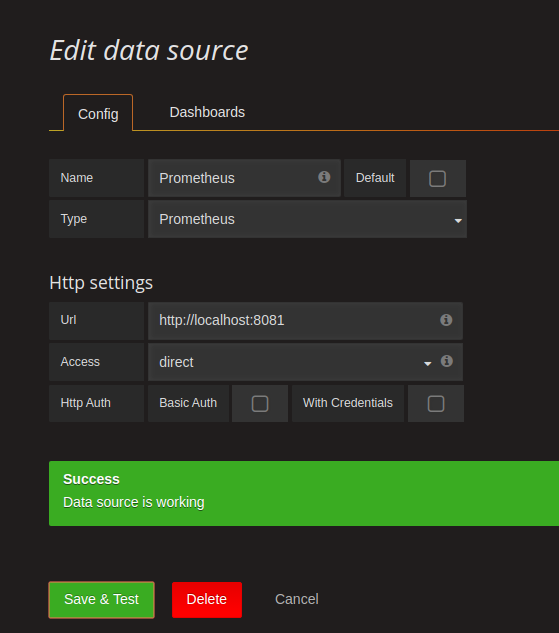 Edit data source
Config Dashboards
Name Prometheus Default
Type Prometheus
Http settings
Url http://localhost:8081
Access direct
Http Auth Basic Auth With Credentials
Success
Data source is working
Save & Test Delete Cancel